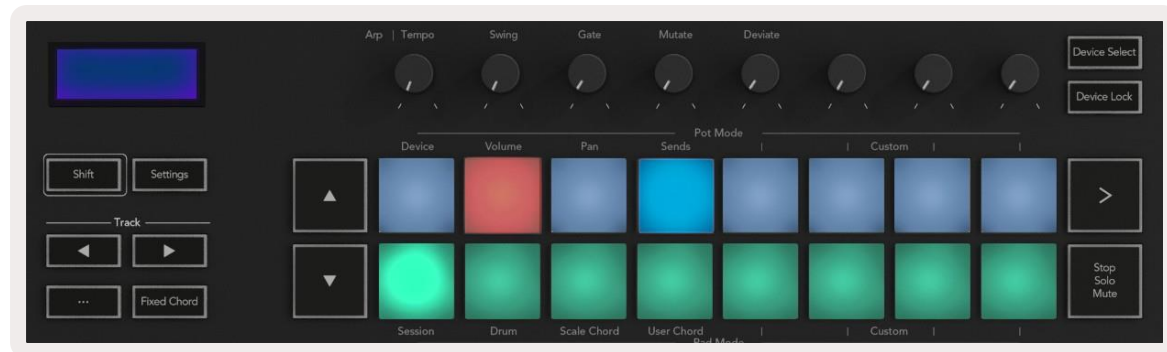 Arp | Tempo
Swing
Gate
Mutate
Deviate
Device Select
Device Lock
Pot Mode
Device
Volume
Pan
Sends
Custom
Shift
Settings
Track
...
Fixed Chord
Stop
Solo
Mute
Session
Drum
Scale Chord
User Chord
Custom
Pad Mode